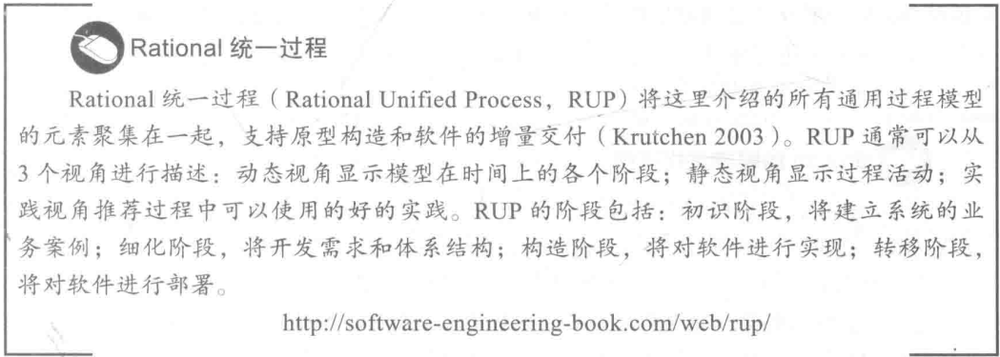 Rational 统一过程
Rational 统一过程（Rational Unified Process，RUP）将这里介绍的所有通用过程模型
的元素聚集在一起，支持原型构造和软件的增量交付（Krutchen 2003）。RUP 通常可以从
3 个视角进行描述：动态视角显示模型在时间上的各个阶段；静态视角显示过程活动；实
践视角推荐过程中可以使用的好的实践。RUP 的阶段包括：初识阶段，将建立系统的业
务案例；细化阶段，将开发需求和体系结构；构造阶段，将对软件进行实现；转移阶段，
将对软件进行部署。
http://software-engineering-book.com/web/rup/